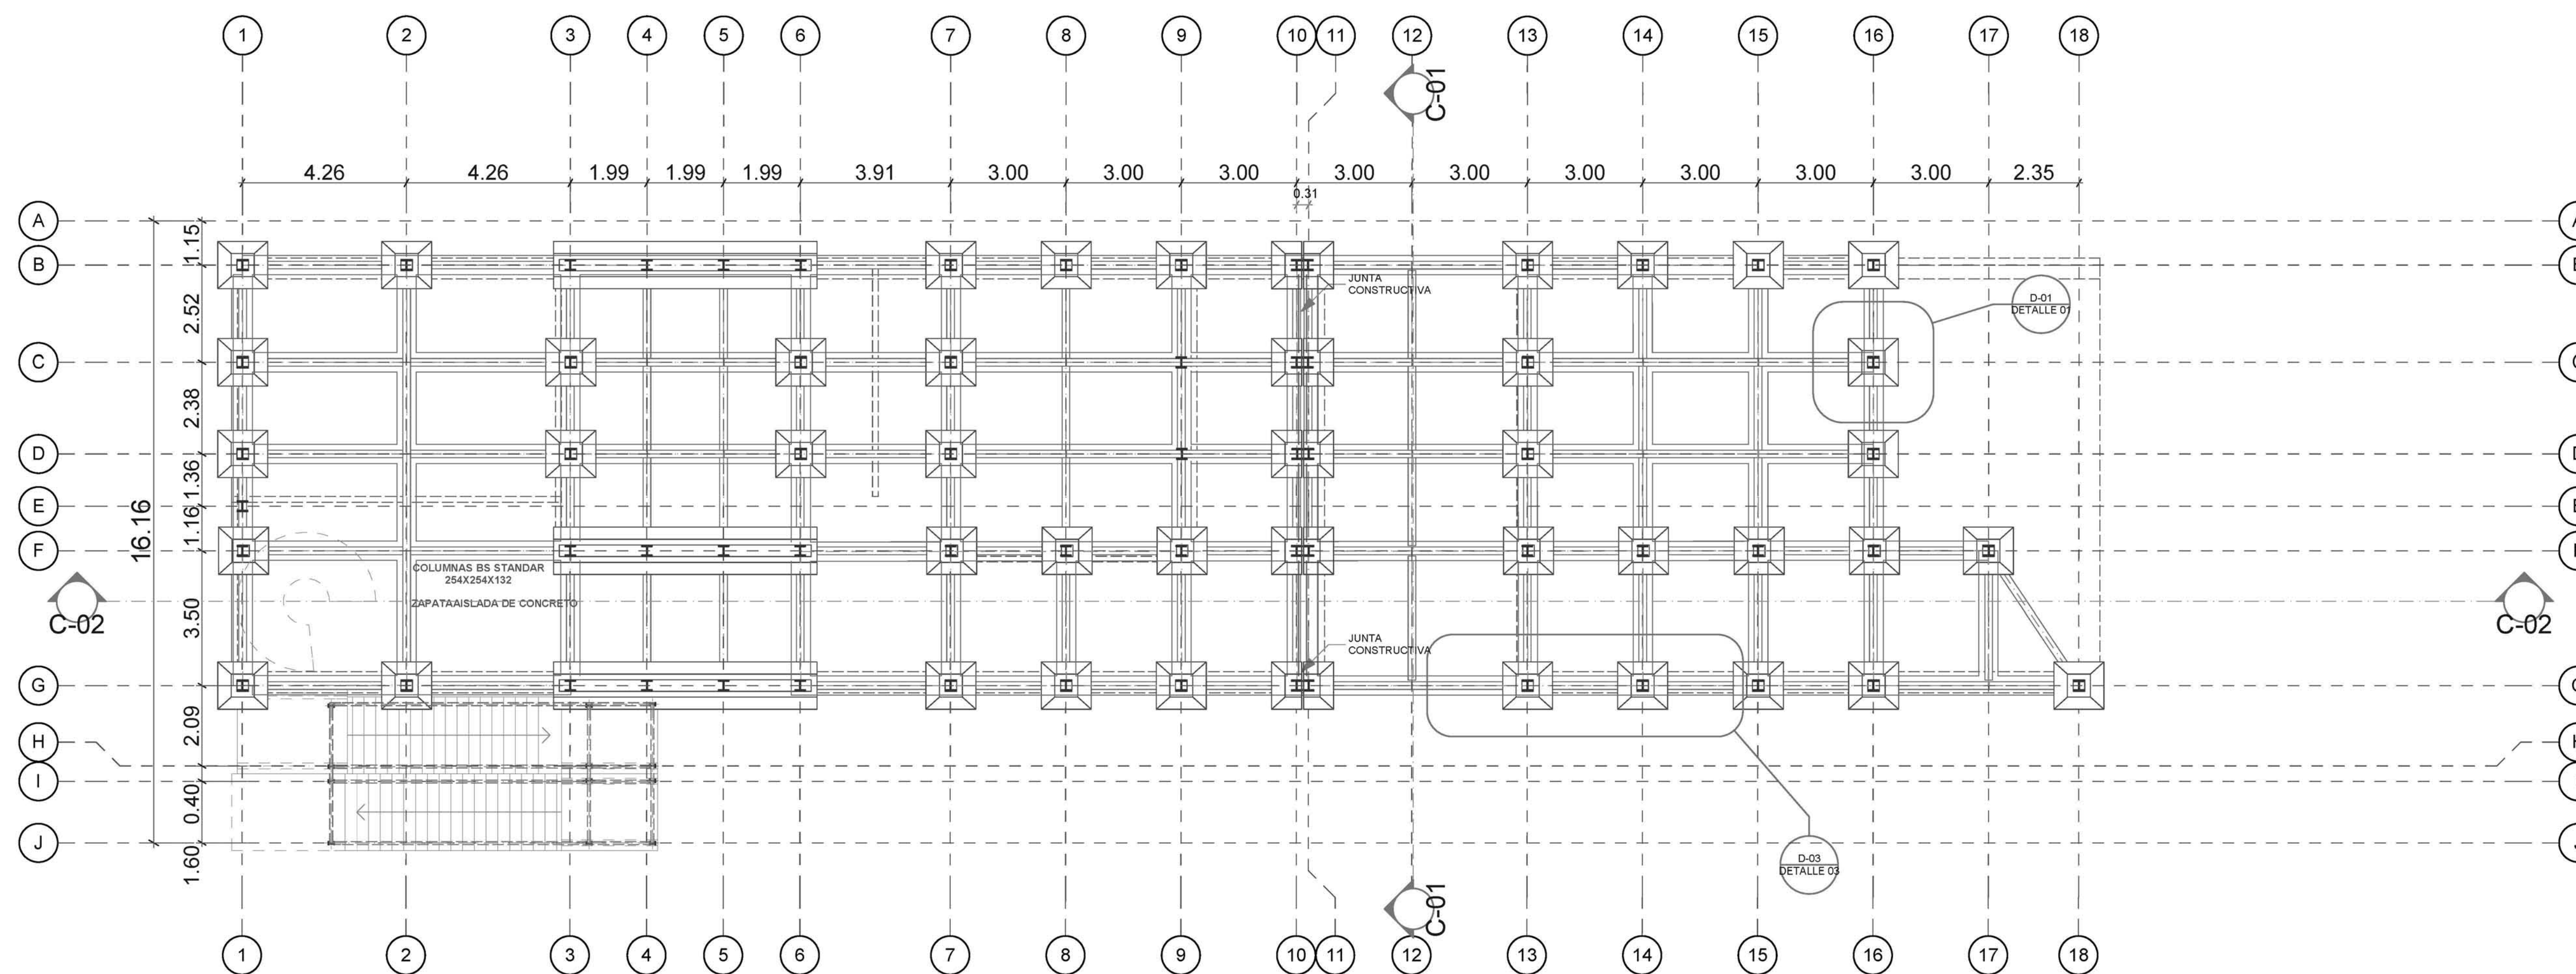 1 2 3 4 5 6 7 8 9 10 11 12 13 14 15 16 17 18
C-01
4.26 4.26 1.99 1.99 1.99 3.91 3.00 3.00 3.00 3.00 3.00 3.00 3.00 3.00 3.00 2.35
0.31
A
1.15
B
JUNTA
CONSTRUCTIVA
D-01
DETALLE 01
2.52
C
2.38
D
1.36
E
16.16
1.16
F
COLUMNAS BS STANDAR
254X254X132
ZAPATA AISLADA DE CONCRETO
C-02
C-02
3.50
JUNTA
CONSTRUCTIVA
G
2.09
H
I
0.40
J
1.60
D-03
DETALLE 03
C-01
1 2 3 4 5 6 7 8 9 10 11 12 13 14 15 16 17 18